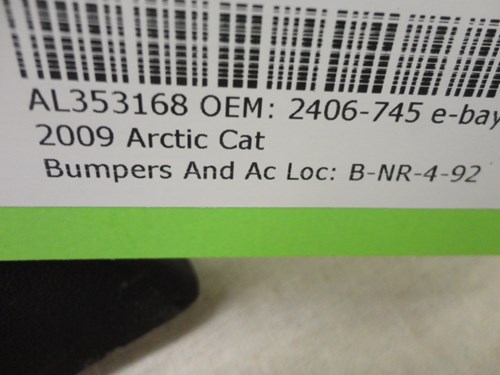 AL353168 OEM: 2406-745 e-bay
2009 Arctic Cat
Bumpers And Ac Loc: B-NR-4-92